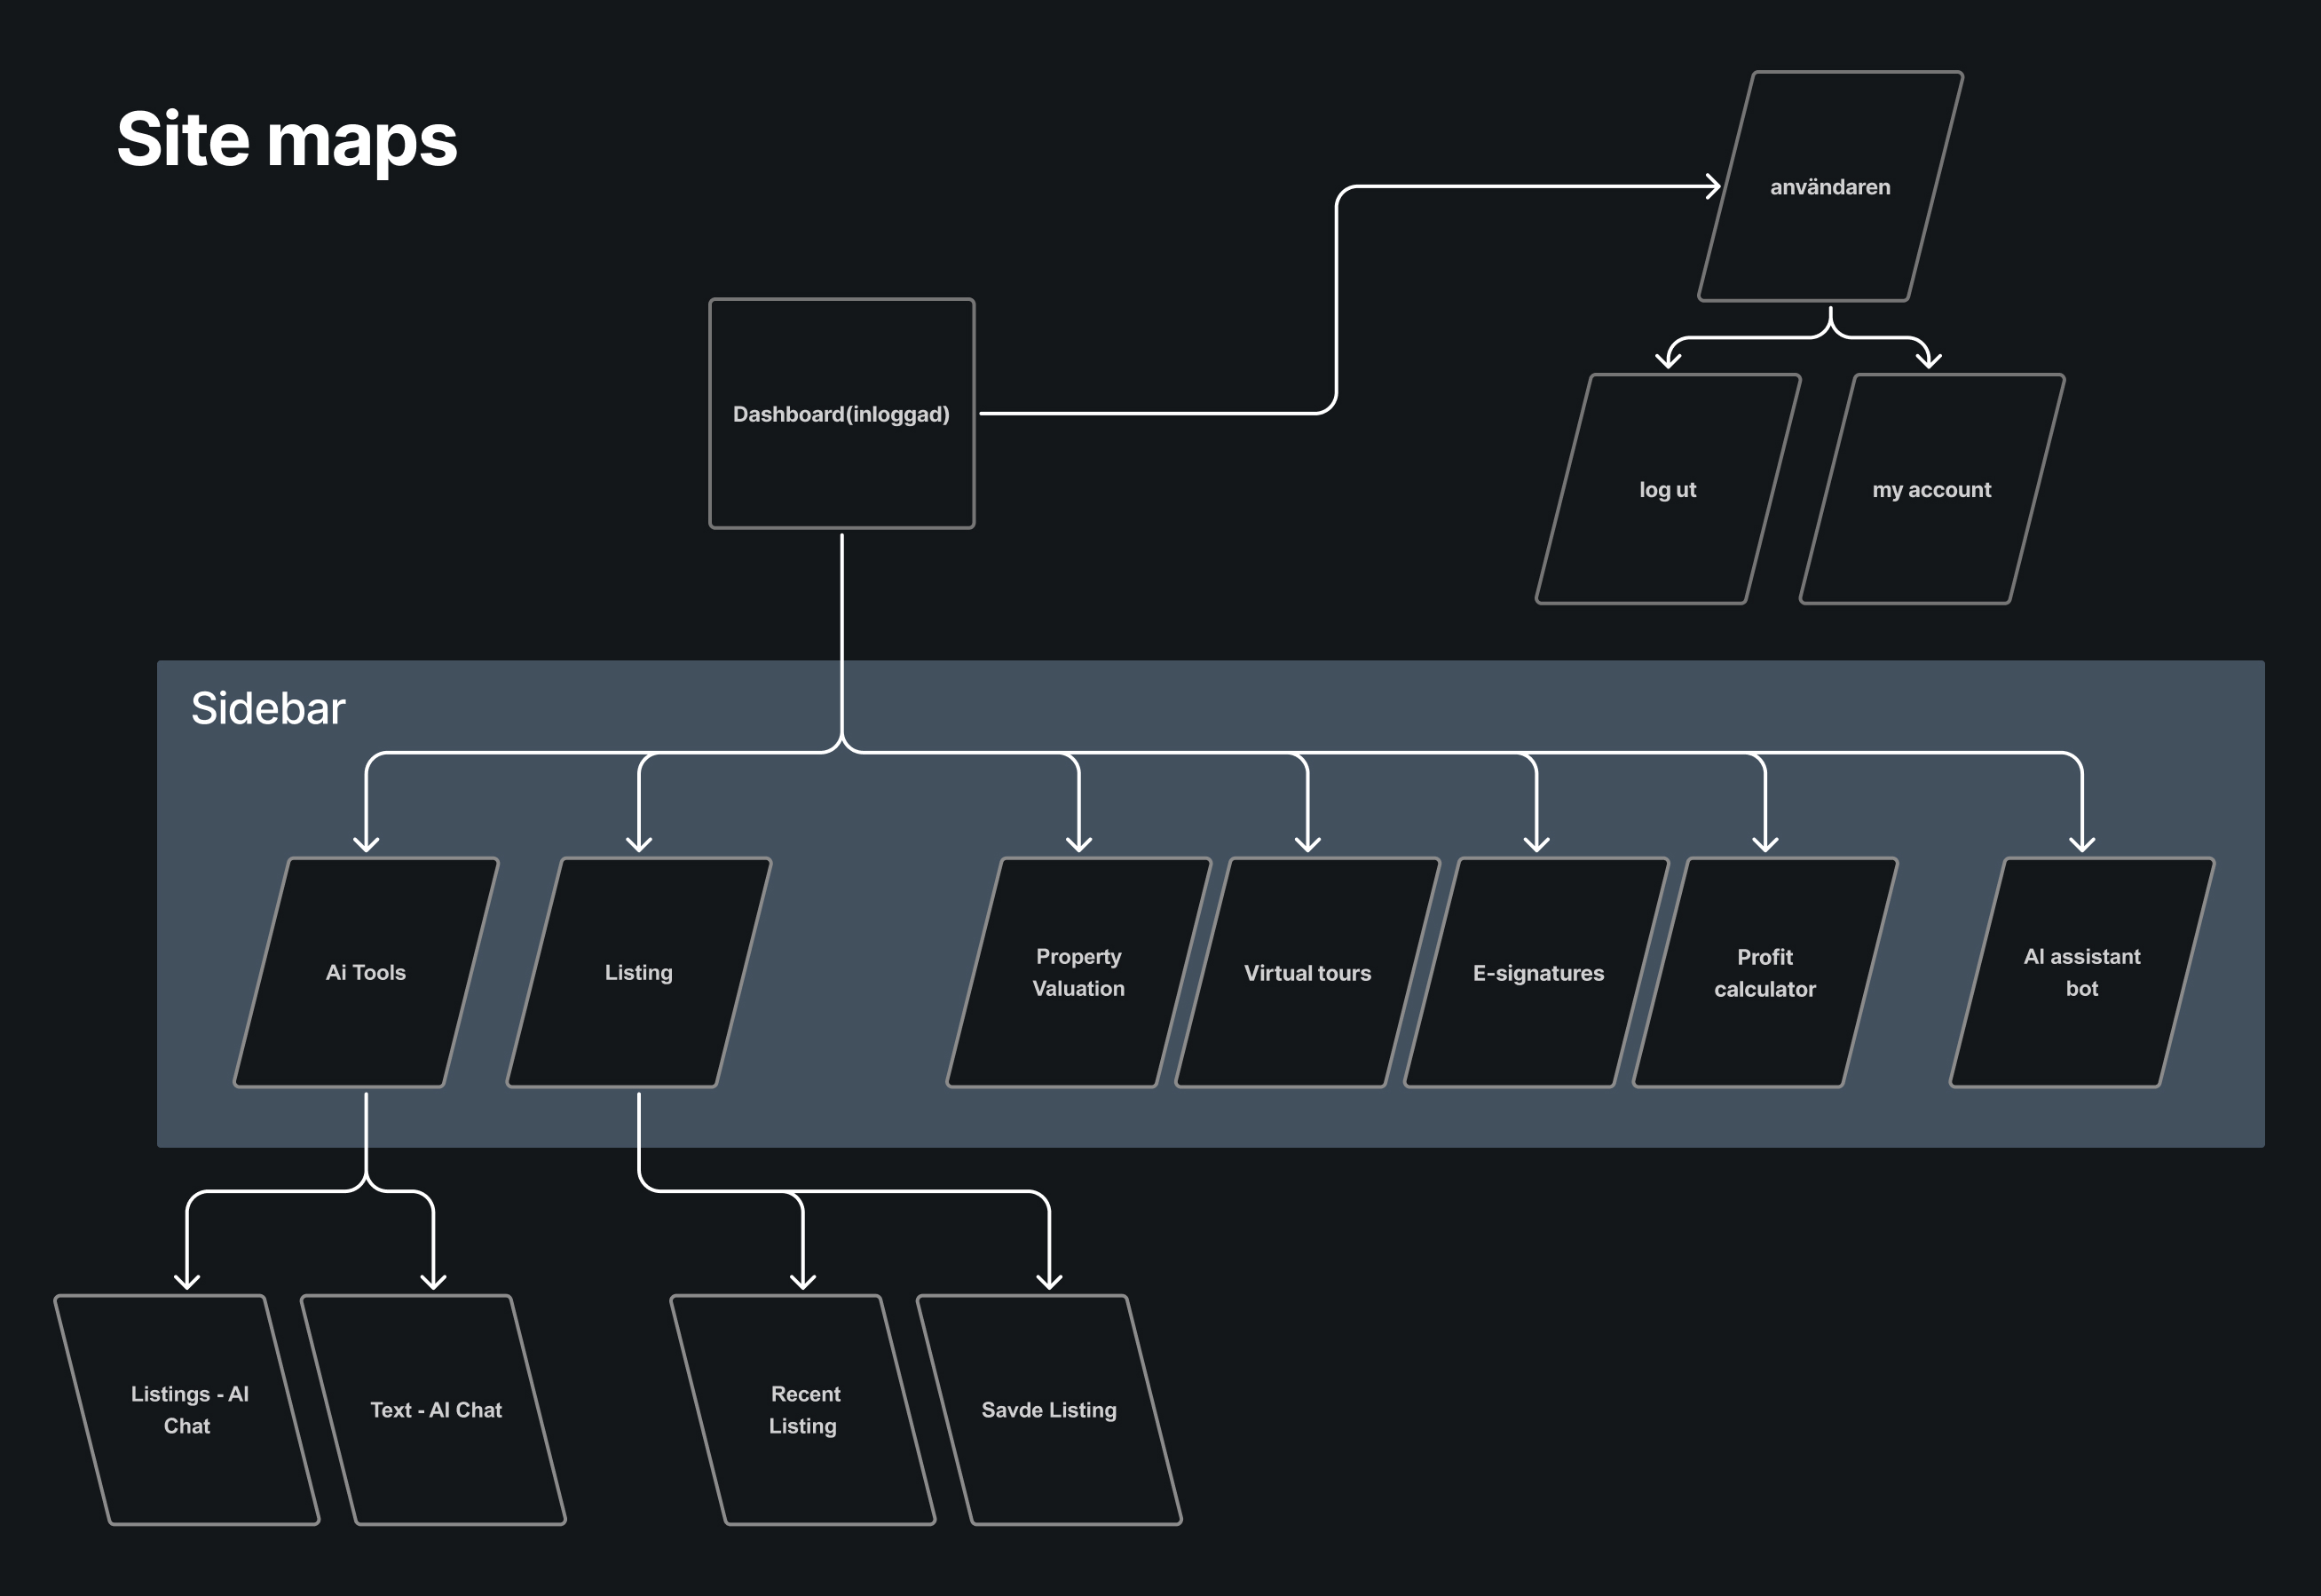 Site maps
användaren
Dashboard(inloggad)
log ut
my account
Sidebar
Ai Tools
Listing
Property
Valuation
Virtual tours
E-signatures
Profit
calculator
AI assistant
bot
Listings - AI
Chat
Text - AI Chat
Recent
Listing
Savde Listing